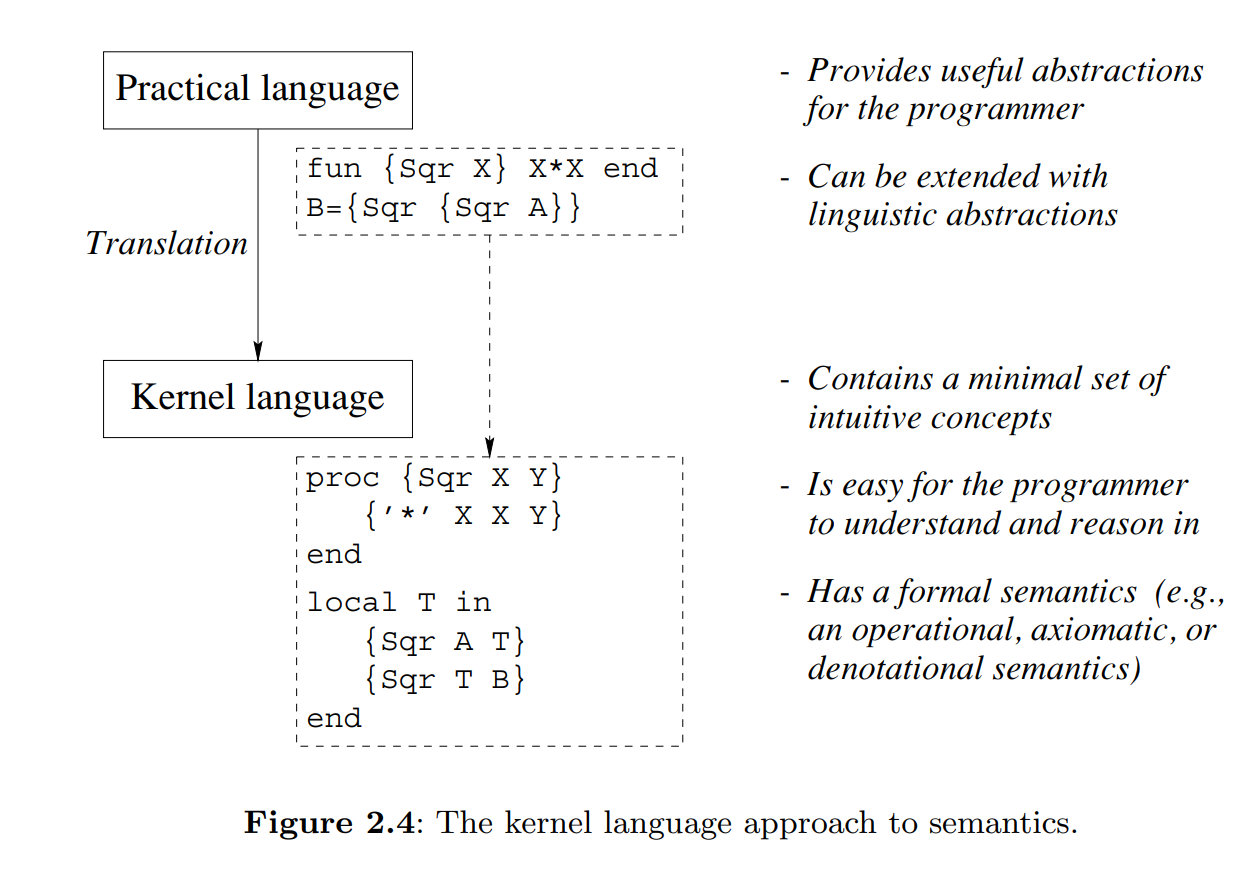 Practical language
fun {Sqr X} X*X end
B={Sqr {Sqr A}}
Translation
Kernel language
proc {Sqr X Y}
{’*’ X X Y}
end
local T in
{Sqr A T}
{Sqr T B}
end
- Provides useful abstractions
for the programmer
- Can be extended with
linguistic abstractions
- Contains a minimal set of
intuitive concepts
- Is easy for the programmer
to understand and reason in
- Has a formal semantics (e.g.,
an operational, axiomatic, or
denotational semantics)
Figure 2.4: The kernel language approach to semantics.